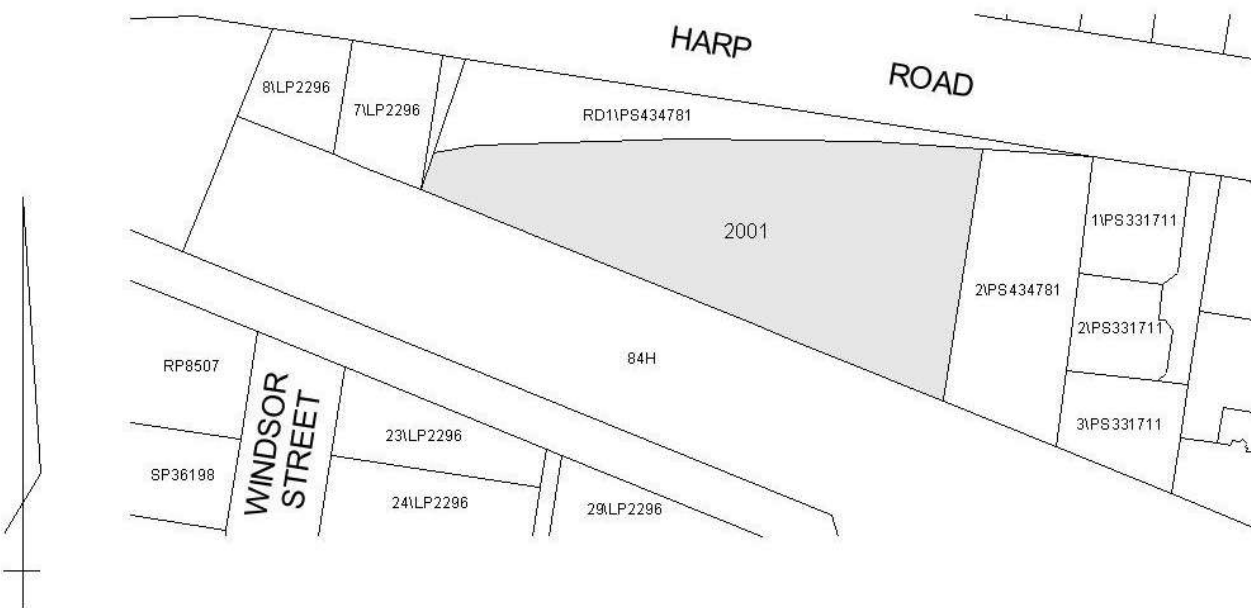 HARP
ROAD
8\LP2296
7\LP2296
RD1\PS434781
2001
1\PS331711
2\PS434781
2\PS331711
84H
RP8507
WINDSOR
STREET
23\LP2296
3\PS331711
SP36198
24\LP2296
29\LP2296